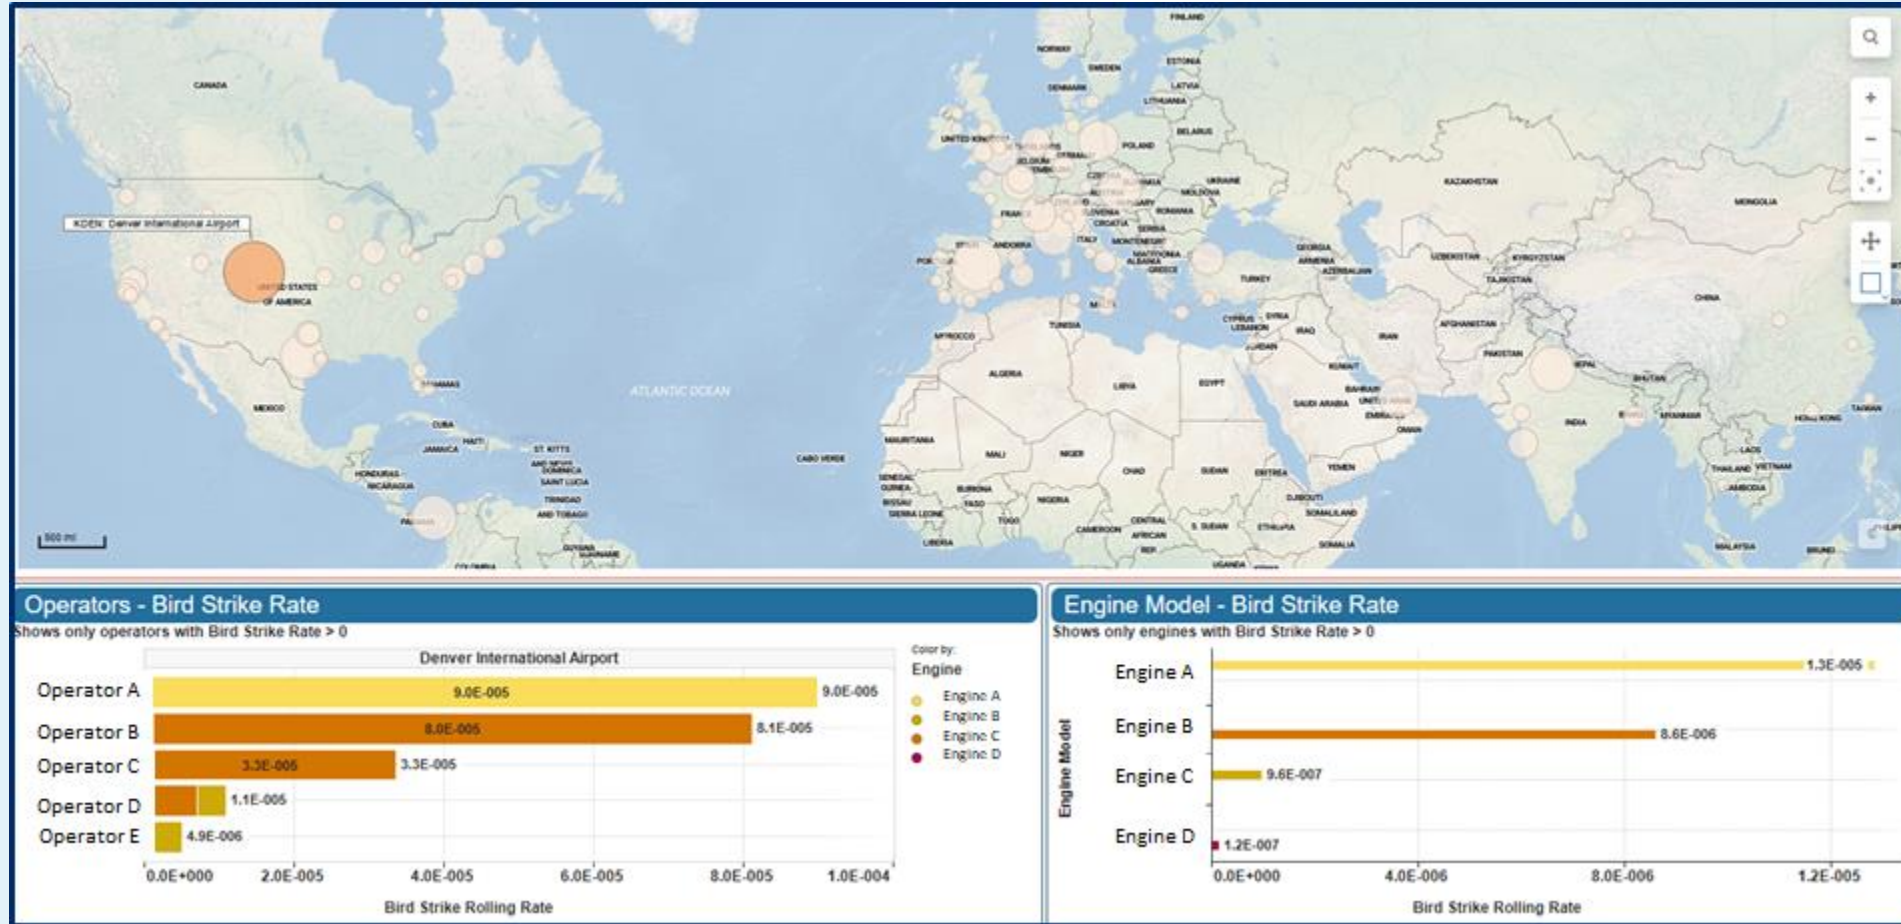 FINLAND
NORWAY
SWEDEN
ESTONIA
LATVIA
DENMARK
LITHUANIA
CANADA
BELARUS
POLAND
BELGIUM
UKRAINE
MOLDOVA
KAZAKHSTAN
MONGOLIA
KDEN: Denver International Airport
SLOVENIA
ROMANIA
CROATIA
SERBIA
ITALY
ANDORRA
ALBANIA
GREECE
GEORGIA
ARMENIA
AZERBAIJAN
UZBEKISTAN
KYRGYZSTAN
TAJIKISTAN
TURKEY
UNITED STATES
OF AMERICA
CHINA
CYPRUS
SYRIA
LEBANON
IRAQ
IRAN
AFGHANISTAN
TUNISIA
MOROCCO
PAKISTAN
NEPAL
BHUTAN
ALGERIA
LIBYA
EGYPT
KUWAIT
BAHRAIN
SAUDI ARABIA
OMAN
ATLANTIC OCEAN
BAHAMAS
MEXICO
CUBA
HAITI
JAMAICA
ST. KITTS
AND NEVIS
DOMINICA
SAINT LUCIA
CABO VERDE
MAURITANIA
MALI
NIGER
CHAD
SUDAN
ERITREA
YEMEN
INDIA
MYANMAR
HONG KONG
TAIWAN
LAOS
THAILAND
VIETNAM
HONDURAS
NICARAGUA
TRINIDAD
AND TOBAGO
SENEGAL
BURKINA
FASO
SIERRA LEONE
TOGO
NIGERIA
CAMEROON
CENTRAL
AFRICAN
REP.
S. SUDAN
ETHIOPIA
DJIBOUTI
SOMALILAND
SOMALIA
LIBERIA
UGANDA
GUYANA
SURINAME
COLOMBIA
MALAYSIA
BRUNEI
500 mi
Operators - Bird Strike Rate
Shows only operators with Bird Strike Rate > 0
Denver International Airport
Operator A 9.0E-005 9.0E-005
Operator B 8.0E-005 8.1E-005
Operator C 3.3E-005 3.3E-005
Operator D 1.1E-005
Operator E 4.9E-006
0.0E+000 2.0E-005 4.0E-005 6.0E-005 8.0E-005 1.0E-004
Bird Strike Rolling Rate
Color by:
Engine
Engine A
Engine B
Engine C
Engine D
Engine Model - Bird Strike Rate
Shows only engines with Bird Strike Rate > 0
Engine Model
Engine A 1.3E-005
Engine B 8.6E-006
Engine C 9.6E-007
Engine D 1.2E-007
0.0E+000 4.0E-006 8.0E-006 1.2E-005
Bird Strike Rolling Rate